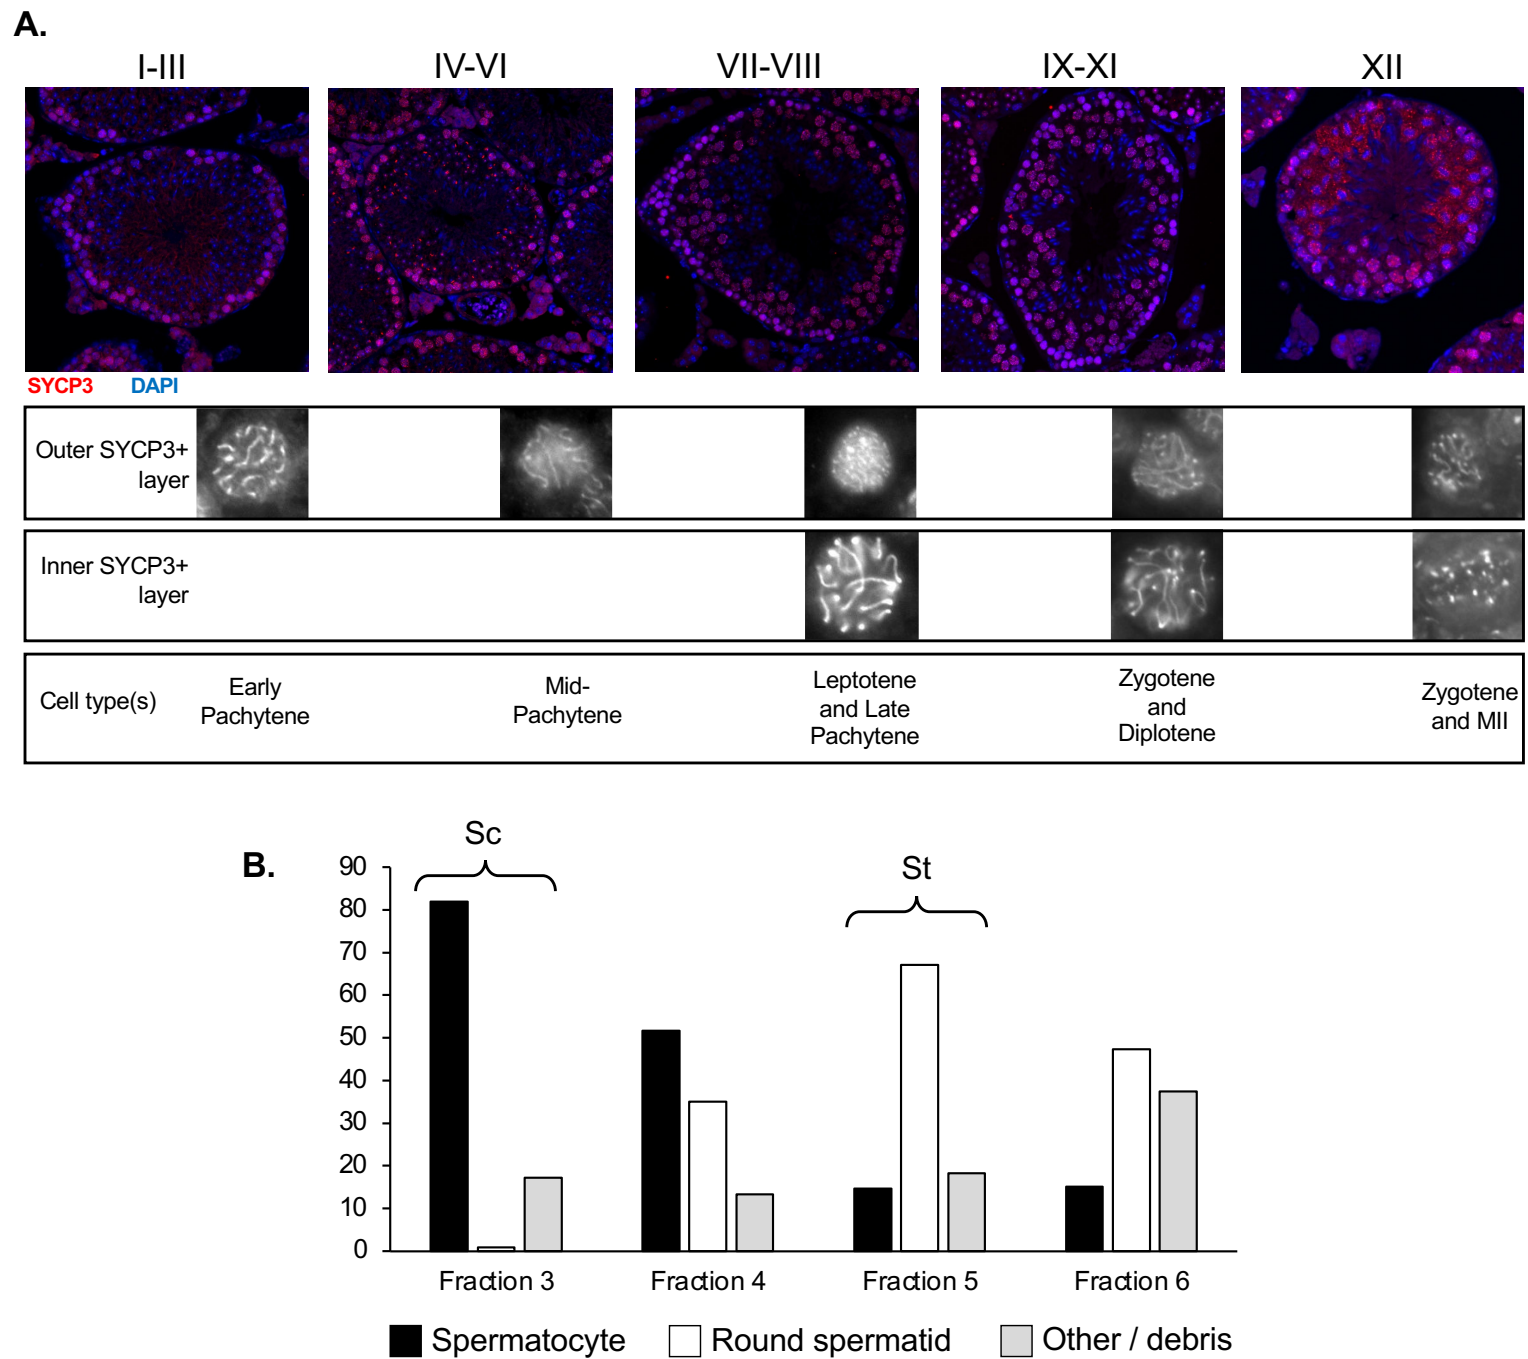 A.
I-III
IV-VI
VII-VIII
IX-XI
XII
SYCP3 DAPI
Outer SYCP3+
layer
Inner SYCP3+
layer
Cell type(s)
Early
Pachytene
Mid-
Pachytene
Leptotene
and Late
Pachytene
Zygotene
and
Diplotene
Zygotene
and MII
B.
Sc
St
90
80
70
60
50
40
30
20
10
0
Fraction 3
Fraction 4
Fraction 5
Fraction 6
Spermatocyte
Round spermatid
Other / debris